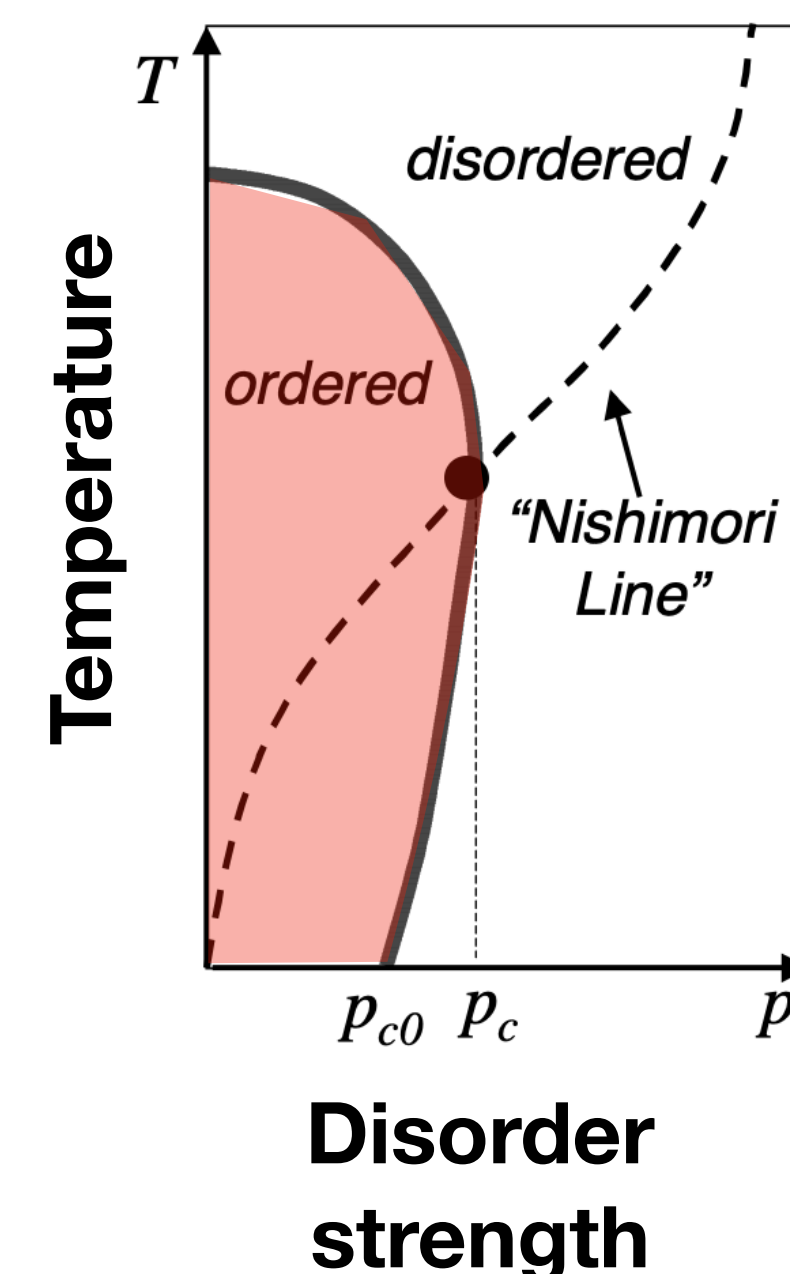 T
disordered
ordered
Temperature
“Nishimori
Line”
p_{c0} p_c p
Disorder
strength